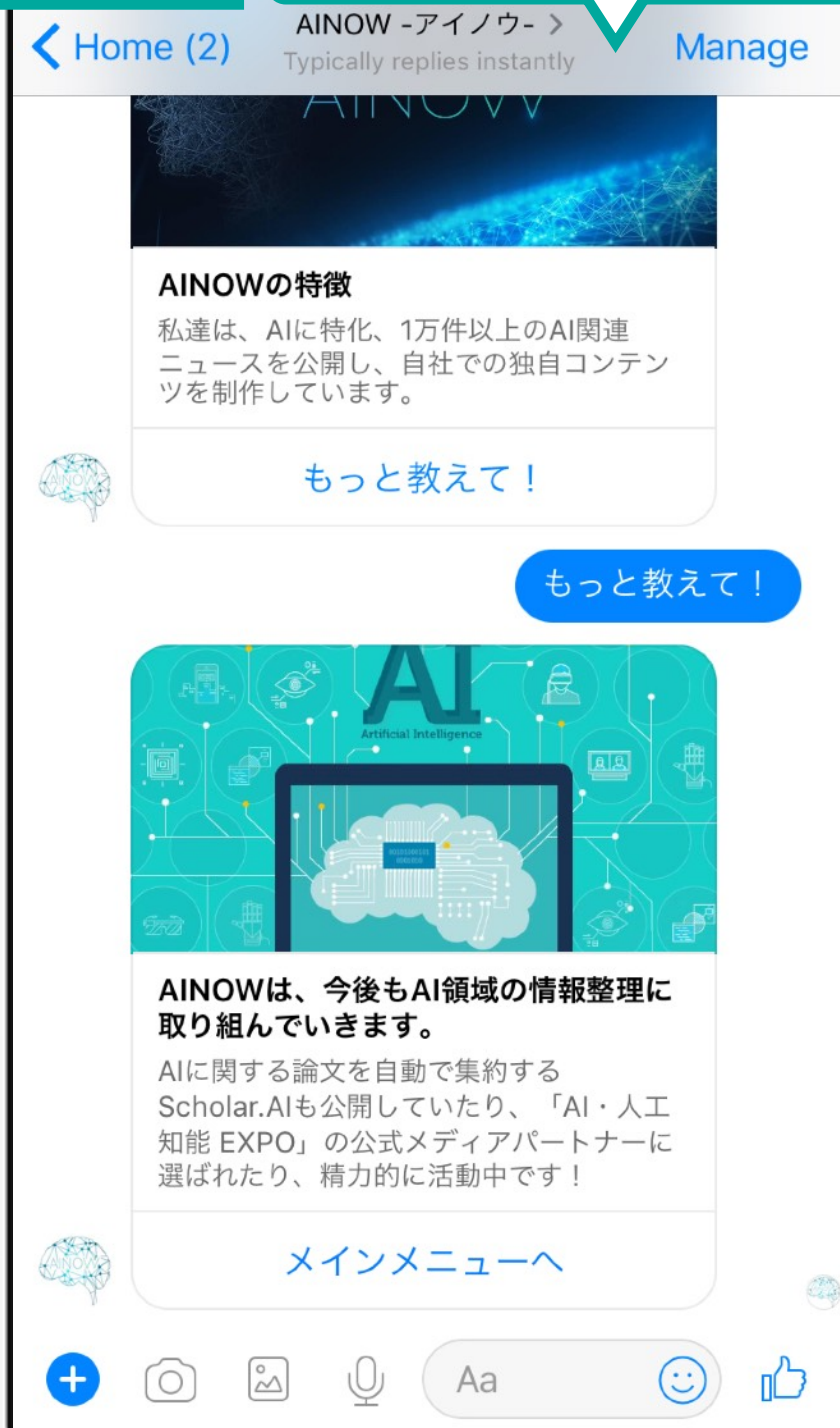 Home (2)
AINOW -アイノウ-
Typically replies instantly
Manage
AINOW
AINOWの特徴
私達は、AIに特化、1万件以上のAI関連
ニュースを公開し、自社での独自コンテン
ツを制作しています。
AINOW
もっと教えて！
もっと教えて！
AI
Artificial Intelligence
AINOWは、今後もAI領域の情報整理に
取り組んでいきます。
AIに関する論文を自動で集約する
Scholar.AIも公開していたり、「AI・人工
知能 EXPO」の公式メディアパートナーに
選ばれたり、精力的に活動中です！
AINOW
メインメニューへ
Aa